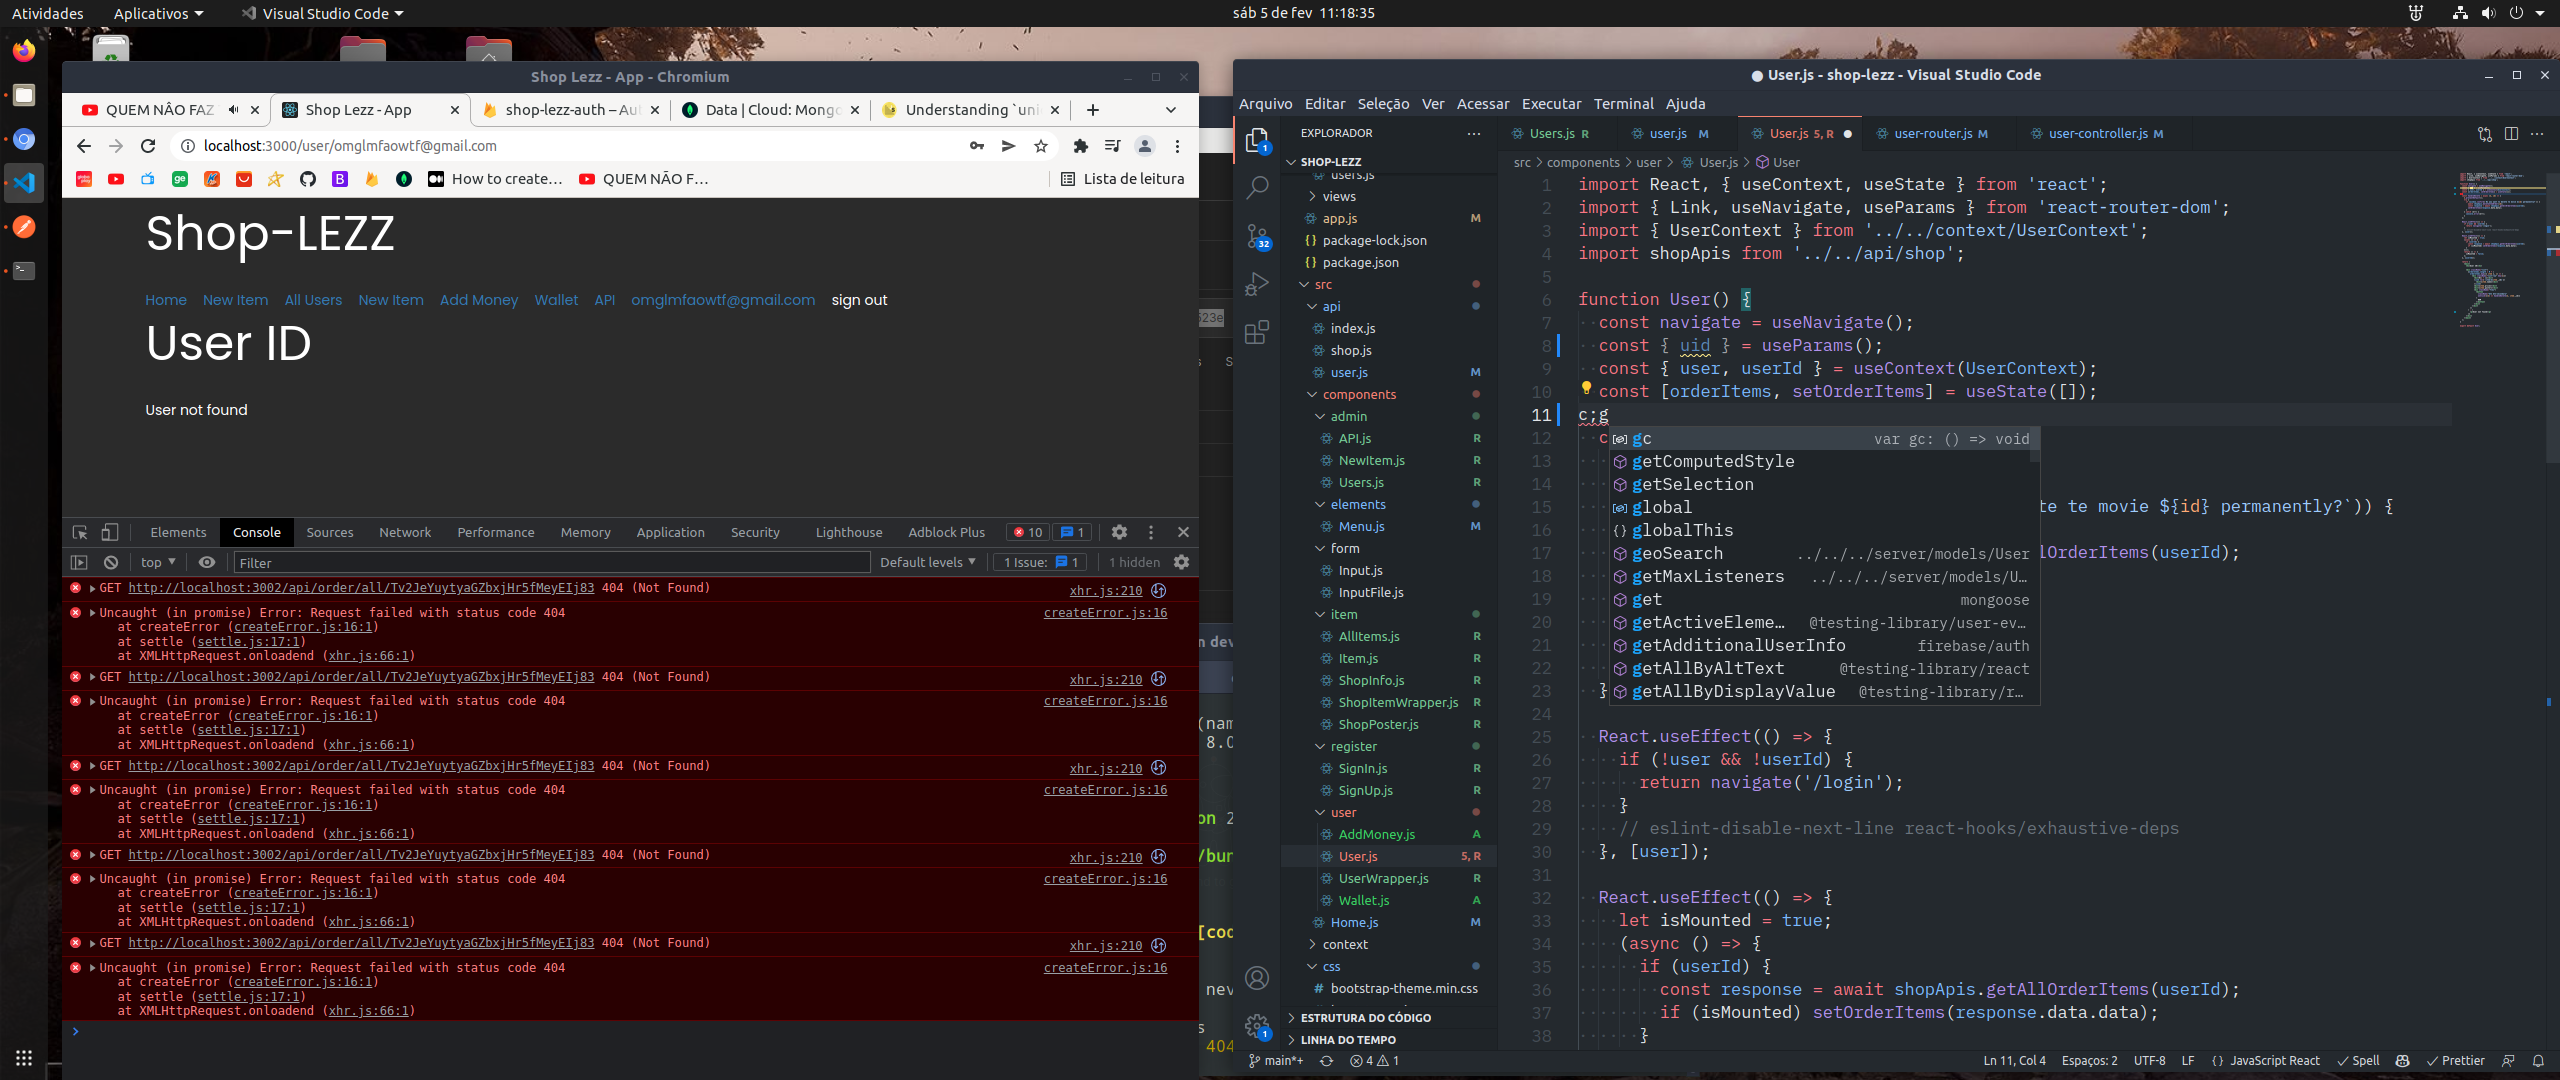 Atividades
Aplicativos
Visual Studio Code
sáb 5 de fev 11:18:35
Shop Lezz - App - Chromium
QUEM NÃO FAZ
Shop Lezz - App
shop-lezz-auth – Aut
Data | Cloud: Mongo
Understanding `uni
localhost:3000/user/omglmfaowtf@gmail.com
How to create…
QUEM NÃO F…
Lista de leitura
Shop-LEZZ
Home New Item All Users New Item Add Money Wallet API omglmfaowtf@gmail.com sign out
User ID
User not found
Elements Console Sources Network Performance Memory Application Security Lighthouse Adblock Plus 10 1
top Filter Default levels 1 Issue: 1 1 hidden
GET http://localhost:3002/api/order/all/Tv2JeYuytyaGZbxjHr5fMeyEIj83 404 (Not Found) xhr.js:210
Uncaught (in promise) Error: Request failed with status code 404 createError.js:16
at createError (createError.js:16:1)
at settle (settle.js:17:1)
at XMLHttpRequest.onloadend (xhr.js:66:1)
GET http://localhost:3002/api/order/all/Tv2JeYuytyaGZbxjHr5fMeyEIj83 404 (Not Found) xhr.js:210
Uncaught (in promise) Error: Request failed with status code 404 createError.js:16
at createError (createError.js:16:1)
at settle (settle.js:17:1)
at XMLHttpRequest.onloadend (xhr.js:66:1)
GET http://localhost:3002/api/order/all/Tv2JeYuytyaGZbxjHr5fMeyEIj83 404 (Not Found) xhr.js:210
Uncaught (in promise) Error: Request failed with status code 404 createError.js:16
at createError (createError.js:16:1)
at settle (settle.js:17:1)
at XMLHttpRequest.onloadend (xhr.js:66:1)
GET http://localhost:3002/api/order/all/Tv2JeYuytyaGZbxjHr5fMeyEIj83 404 (Not Found) xhr.js:210
Uncaught (in promise) Error: Request failed with status code 404 createError.js:16
at createError (createError.js:16:1)
at settle (settle.js:17:1)
at XMLHttpRequest.onloadend (xhr.js:66:1)
GET http://localhost:3002/api/order/all/Tv2JeYuytyaGZbxjHr5fMeyEIj83 404 (Not Found) xhr.js:210
Uncaught (in promise) Error: Request failed with status code 404 createError.js:16
at createError (createError.js:16:1)
at settle (settle.js:17:1)
at XMLHttpRequest.onloadend (xhr.js:66:1)
523e
n dev
(nam
8.0
on 2
/bun
[cod
nev
s
404
● User.js - shop-lezz - Visual Studio Code
Arquivo Editar Seleção Ver Acessar Executar Terminal Ajuda
1
32
1
EXPLORADOR
SHOP-LEZZ
users.js
views
app.js M
package-lock.json
package.json
src
api
index.js
shop.js
user.js M
components
admin
API.js R
NewItem.js R
Users.js R
elements
Menu.js M
form
Input.js
InputFile.js
item
AllItems.js R
Item.js R
ShopInfo.js R
ShopItemWrapper.js R
ShopPoster.js R
register
SignIn.js R
SignUp.js R
user
AddMoney.js A
User.js 5, R
UserWrapper.js R
Wallet.js A
Home.js M
context
css
bootstrap-theme.min.css
ESTRUTURA DO CÓDIGO
LINHA DO TEMPO
Users.js R
user.js M
User.js 5, R
user-router.js M
user-controller.js M
src > components > user > User.js > User
1 import React, { useContext, useState } from 'react';
2 import { Link, useNavigate, useParams } from 'react-router-dom';
3 import { UserContext } from '../../context/UserContext';
4 import shopApis from '../../api/shop';
5
6 function User() {
7 const navigate = useNavigate();
8 const { uid } = useParams();
9 const { user, userId } = useContext(UserContext);
10 const [orderItems, setOrderItems] = useState([]);
11 c;g
12 c
gc var gc: () => void
13
getComputedStyle
14
getSelection
15 te te movie ${id} permanently?`)) {
global
16
globalThis
17 llOrderItems(userId);
geoSearch ../../../server/models/User
18
getMaxListeners ../../../server/models/U…
19
get mongoose
20
getActiveEleme… @testing-library/user-ev…
21
getAdditionalUserInfo firebase/auth
22
getAllByAltText @testing-library/react
23 }
getAllByDisplayValue @testing-library/r…
24
25 React.useEffect(() => {
26 if (!user && !userId) {
27 return navigate('/login');
28 }
29 // eslint-disable-next-line react-hooks/exhaustive-deps
30 }, [user]);
31
32 React.useEffect(() => {
33 let isMounted = true;
34 (async () => {
35 if (userId) {
36 const response = await shopApis.getAllOrderItems(userId);
37 if (isMounted) setOrderItems(response.data.data);
38 }
main*+ 4 1
Ln 11, Col 4 Espaços: 2 UTF-8 LF JavaScript React Spell Prettier